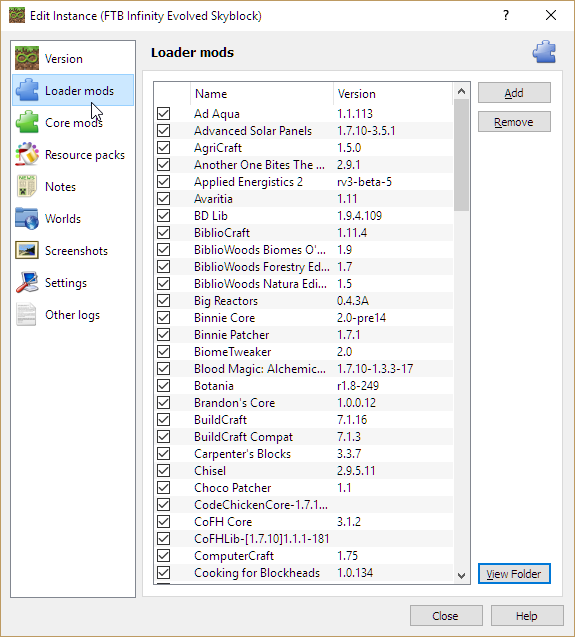 Edit Instance (FTB Infinity Evolved Skyblock)
Version
Loader mods
Core mods
Resource packs
Notes
Worlds
Screenshots
Settings
Other logs
Loader mods
Name Version
Ad Aqua 1.1.113
Advanced Solar Panels 1.7.10-3.5.1
AgriCraft 1.5.0
Another One Bites The ... 2.9.1
Applied Energistics 2 rv3-beta-5
Avaritia 1.11
BD Lib 1.9.4.109
BiblioCraft 1.11.4
BiblioWoods Biomes O'... 1.9
BiblioWoods Forestry Ed... 1.7
BiblioWoods Natura Edi... 1.5
Big Reactors 0.4.3A
Binnie Core 2.0-pre14
Binnie Patcher 1.7.1
BiomeTweaker 2.0
Blood Magic: Alchemic... 1.7.10-1.3.3-17
Botania r1.8-249
Brandon's Core 1.0.0.12
BuildCraft 7.1.16
BuildCraft Compat 7.1.3
Carpenter's Blocks 3.3.7
Chisel 2.9.5.11
Choco Patcher 1.1
CodeChickenCore-1.7.1...
CoFH Core 3.1.2
CoFHLib-[1.7.10]1.1.1-181
ComputerCraft 1.75
Cooking for Blockheads 1.0.134
Add
Remove
View Folder
Close
Help